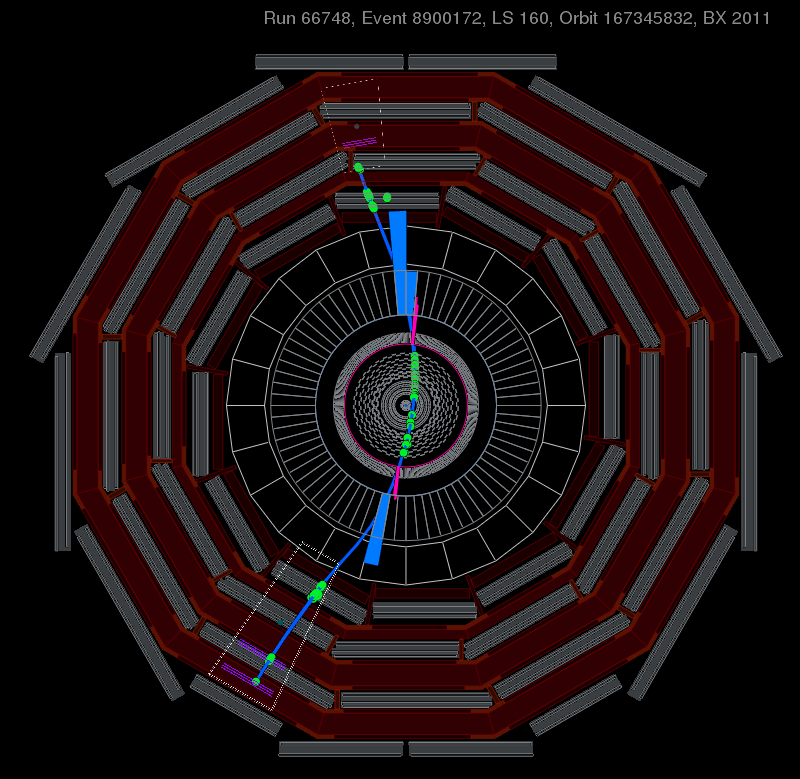 Run 66748, Event 8900172, LS 160, Orbit 167345832, BX 2011